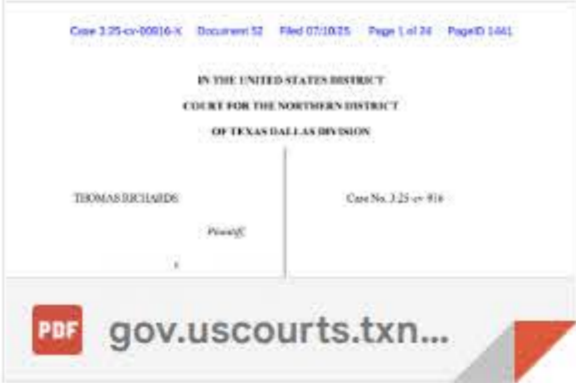 Case 3:25-cv-00916-X Document 52 Filed 07/10/25 Page 1 of 24 PageID 1441
IN THE UNITED STATES DISTRICT
COURT FOR THE NORTHERN DISTRICT
OF TEXAS DALLAS DIVISION
THOMAS RICHARDS
Case No. 3:25-cv-916
Plaintiff,
v
PDF
gov.uscourts.txn...